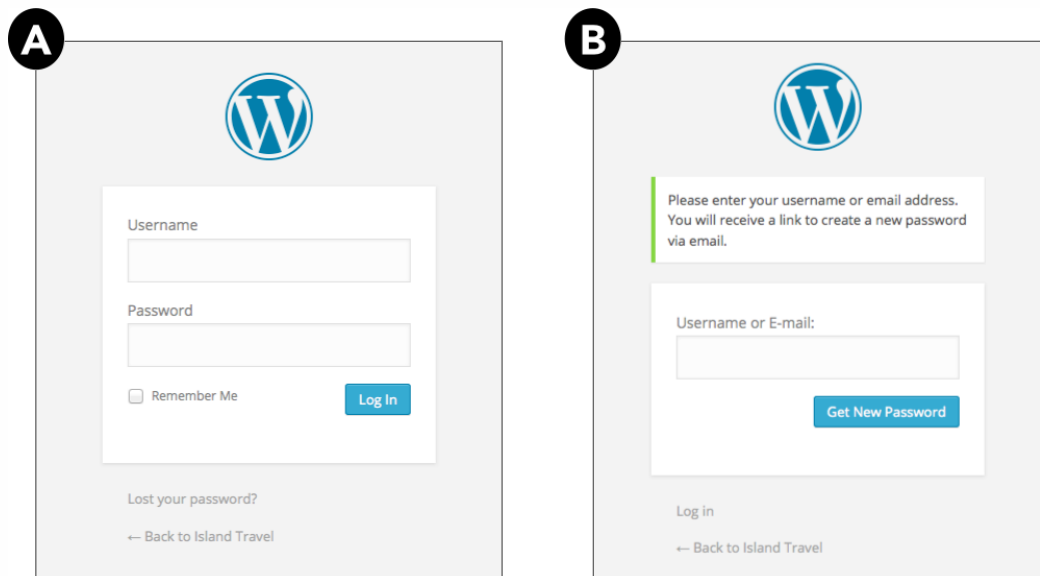 A
Username
Password
Remember Me
Log In
Lost your password?
← Back to Island Travel
B
Please enter your username or email address.
You will receive a link to create a new password
via email.
Username or E-mail:
Get New Password
Log in
← Back to Island Travel